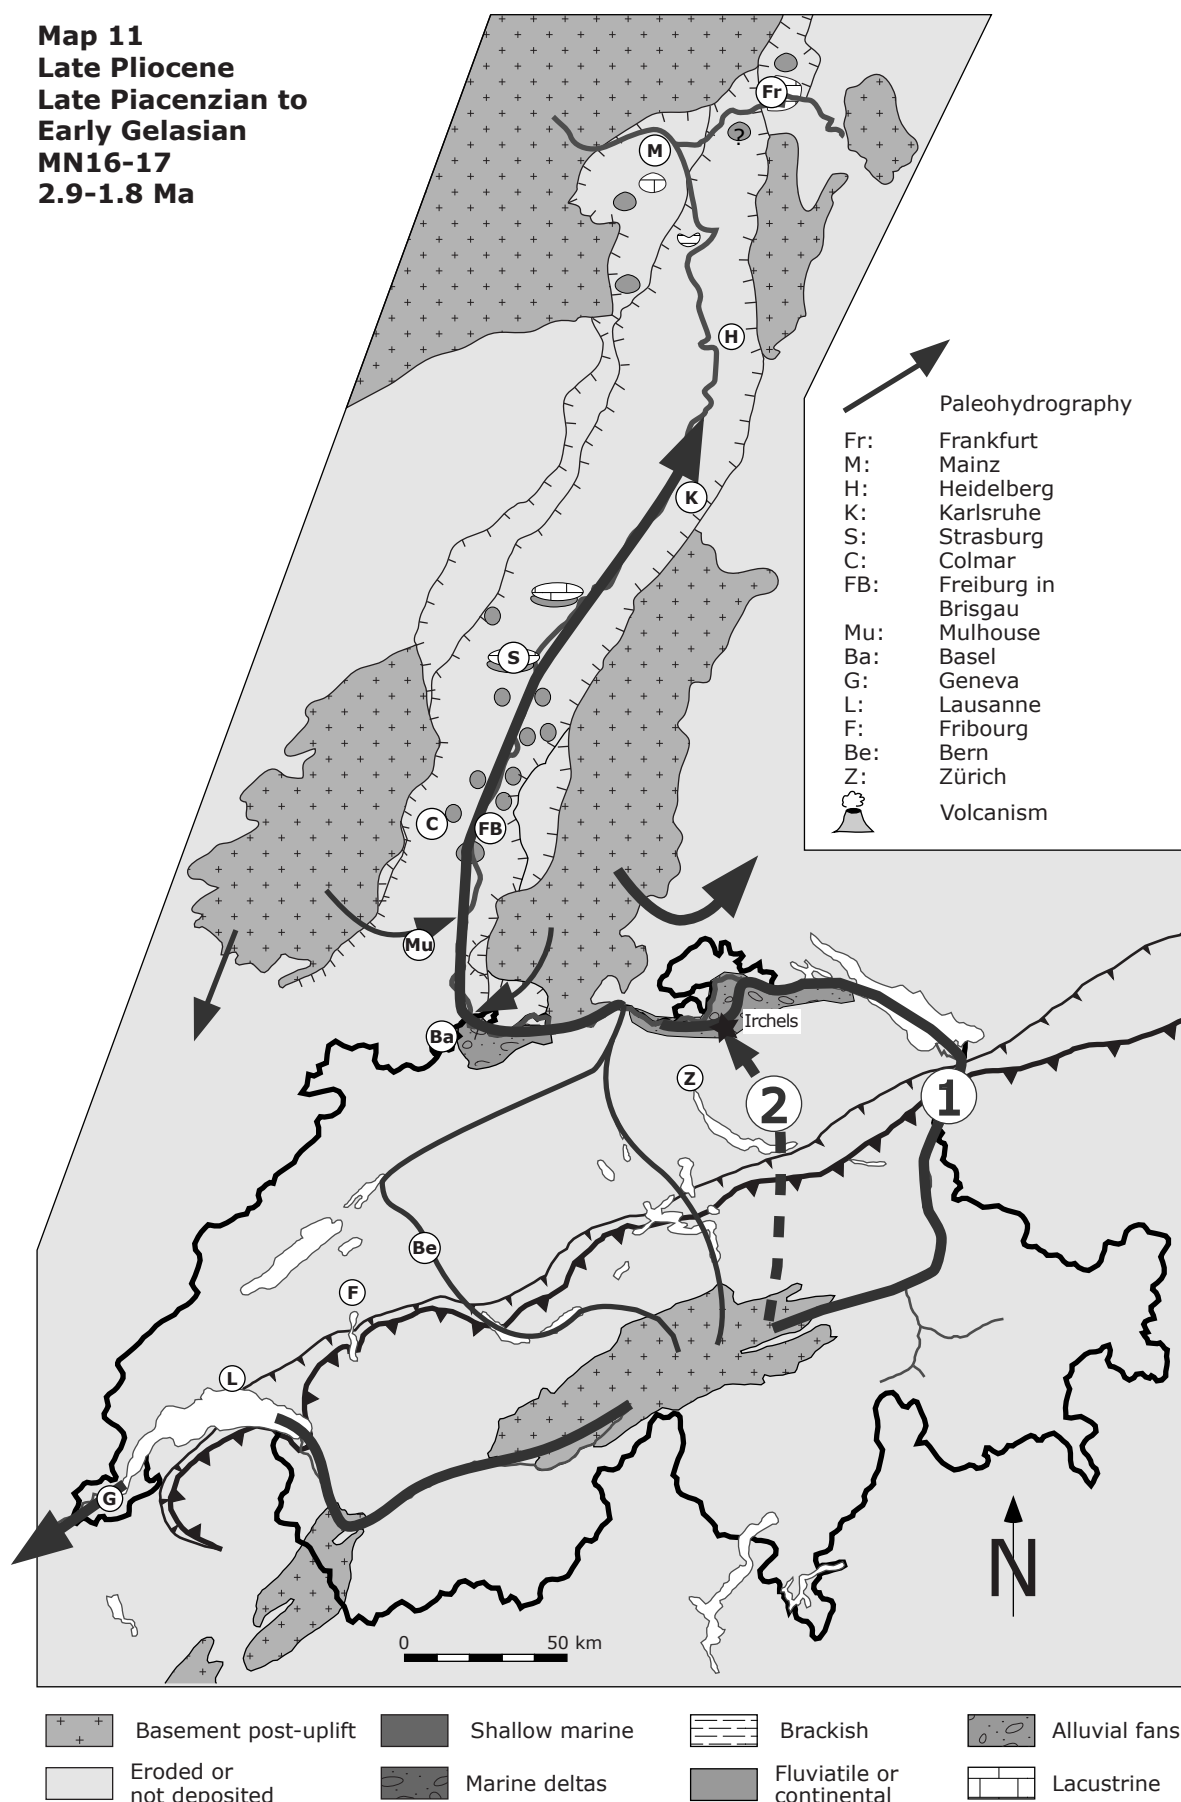 Map 11
Late Pliocene
Late Piacenzian to
Early Gelasian
MN16-17
2.9-1.8 Ma
Fr
?
M
H
K
S
C
FB
Mu
Ba
Irchels
Z
2
1
Be
F
L
G
N
0 50 km
Paleohydrography
Fr: Frankfurt
M: Mainz
H: Heidelberg
K: Karlsruhe
S: Strasburg
C: Colmar
FB: Freiburg in
Brisgau
Mu: Mulhouse
Ba: Basel
G: Geneva
L: Lausanne
F: Fribourg
Be: Bern
Z: Zürich
Volcanism
Basement post-uplift
Shallow marine
Brackish
Alluvial fans
Eroded or
not deposited
Marine deltas
Fluviatile or
continental
Lacustrine